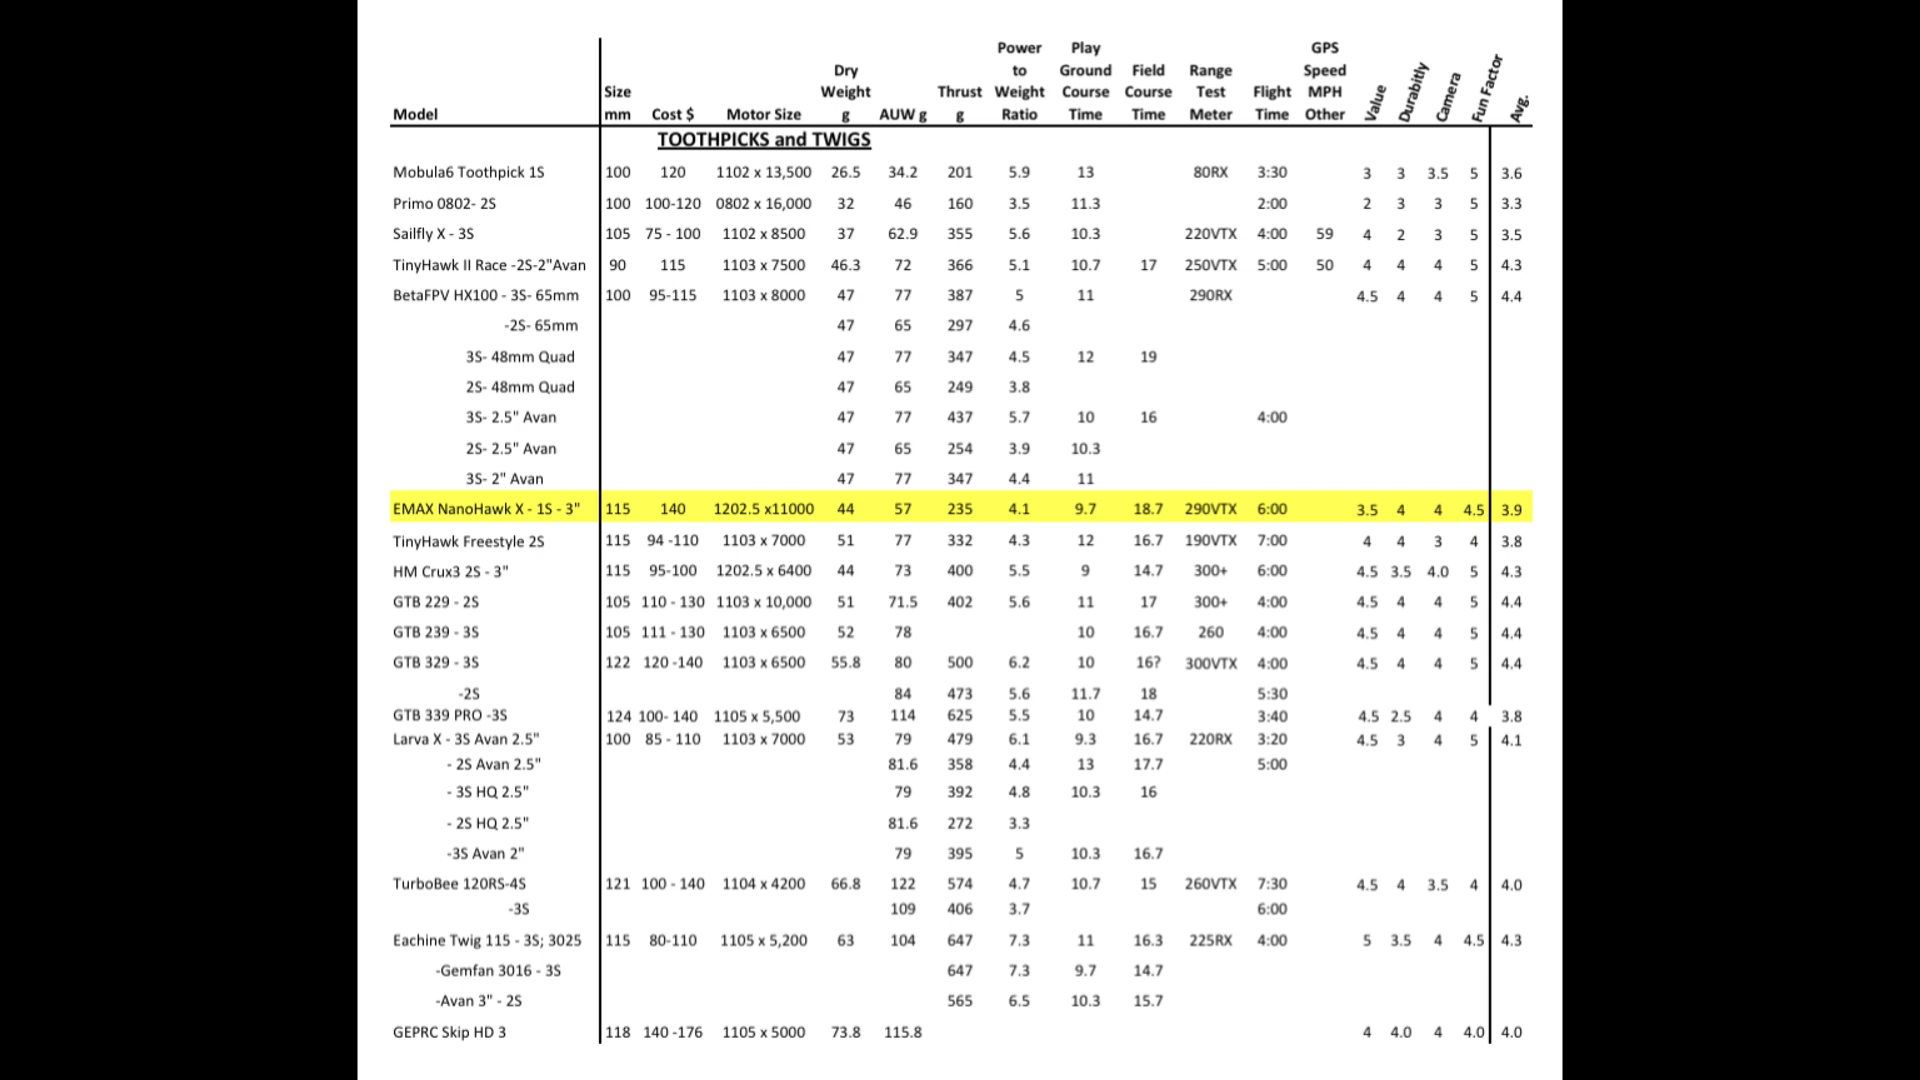 Model Size mm Cost $ Motor Size Dry Weight g AUW g Thrust g Power to Weight Ratio Play Ground Course Time Field Course Time Range Test Meter Flight Time GPS Speed MPH Other Value Durabitly Camera Fun Factor Avg.
TOOTHPICKS and TWIGS
Mobula6 Toothpick 1S 100 120 1102 x 13,500 26.5 34.2 201 5.9 13 80RX 3:30 3 3 3.5 5 3.6
Primo 0802- 2S 100 100-120 0802 x 16,000 32 46 160 3.5 11.3 2:00 2 3 3 5 3.3
Sailfly X - 3S 105 75 - 100 1102 x 8500 37 62.9 355 5.6 10.3 220VTX 4:00 59 4 2 3 5 3.5
TinyHawk II Race -2S-2"Avan 90 115 1103 x 7500 46.3 72 366 5.1 10.7 17 250VTX 5:00 50 4 4 4 5 4.3
BetaFPV HX100 - 3S- 65mm 100 95-115 1103 x 8000 47 77 387 5 11 290RX 4.5 4 4 5 4.4
-2S- 65mm 47 65 297 4.6
3S- 48mm Quad 47 77 347 4.5 12 19
2S- 48mm Quad 47 65 249 3.8
3S- 2.5" Avan 47 77 437 5.7 10 16 4:00
2S- 2.5" Avan 47 65 254 3.9 10.3
3S- 2" Avan 47 77 347 4.4 11
EMAX NanoHawk X - 1S - 3" 115 140 1202.5 x11000 44 57 235 4.1 9.7 18.7 290VTX 6:00 3.5 4 4 4.5 3.9
TinyHawk Freestyle 2S 115 94 -110 1103 x 7000 51 77 332 4.3 12 16.7 190VTX 7:00 4 4 3 4 3.8
HM Crux3 2S - 3" 115 95-100 1202.5 x 6400 44 73 400 5.5 9 14.7 300+ 6:00 4.5 3.5 4.0 5 4.3
GTB 229 - 2S 105 110 - 130 1103 x 10,000 51 71.5 402 5.6 11 17 300+ 4:00 4.5 4 4 5 4.4
GTB 239 - 3S 105 111 - 130 1103 x 6500 52 78 10 16.7 260 4:00 4.5 4 4 5 4.4
GTB 329 - 3S 122 120 -140 1103 x 6500 55.8 80 500 6.2 10 16? 300VTX 4:00 4.5 4 4 5 4.4
-2S 84 473 5.6 11.7 18 5:30
GTB 339 PRO -3S 124 100- 140 1105 x 5,500 73 114 625 5.5 10 14.7 3:40 4.5 2.5 4 4 3.8
Larva X - 3S Avan 2.5" 100 85 - 110 1103 x 7000 53 79 479 6.1 9.3 16.7 220RX 3:20 4.5 3 4 5 4.1
- 2S Avan 2.5" 81.6 358 4.4 13 17.7 5:00
- 3S HQ 2.5" 79 392 4.8 10.3 16
- 2S HQ 2.5" 81.6 272 3.3
-3S Avan 2" 79 395 5 10.3 16.7
TurboBee 120RS-4S 121 100 - 140 1104 x 4200 66.8 122 574 4.7 10.7 15 260VTX 7:30 4.5 4 3.5 4 4.0
-3S 109 406 3.7 6:00
Eachine Twig 115 - 3S; 3025 115 80-110 1105 x 5,200 63 104 647 7.3 11 16.3 225RX 4:00 5 3.5 4 4.5 4.3
-Gemfan 3016 - 3S 647 7.3 9.7 14.7
-Avan 3" - 2S 565 6.5 10.3 15.7
GEPRC Skip HD 3 118 140 -176 1105 x 5000 73.8 115.8 4 4.0 4 4.0 4.0